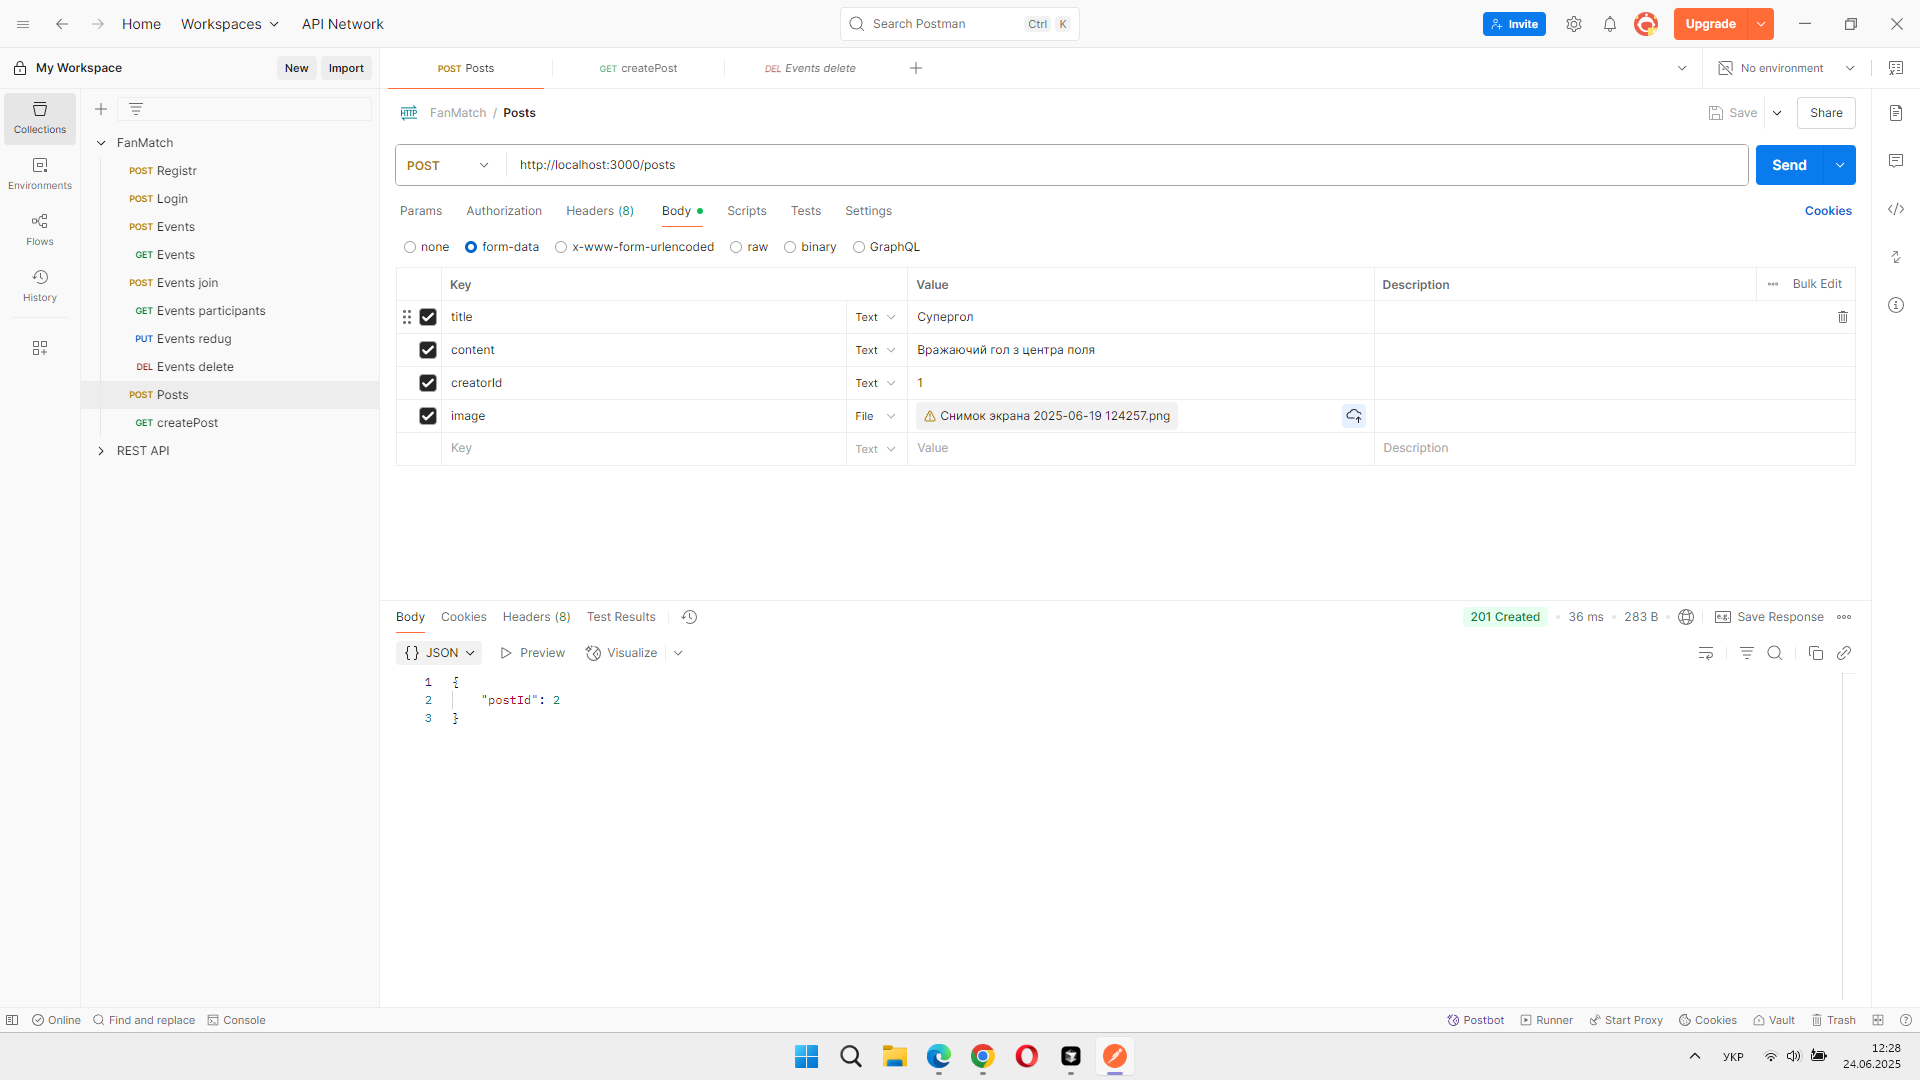 Home Workspaces API Network Search Postman Ctrl K Invite Upgrade
My Workspace New Import POST Posts GET createPost DEL Events delete No environment
Collections
Environments
Flows
History
FanMatch
POST Registr
POST Login
POST Events
GET Events
POST Events join
GET Events participants
PUT Events redug
DEL Events delete
POST Posts
GET createPost
REST API
HTTP FanMatch / Posts Save Share
POST http://localhost:3000/posts Send
Params Authorization Headers (8) Body Scripts Tests Settings Cookies
none form-data x-www-form-urlencoded raw binary GraphQL
Key Value Description Bulk Edit
title Text Супергол
content Text Вражаючий гол з центра поля
creatorId Text 1
image File Снимок экрана 2025-06-19 124257.png
Key Text Value Description
Body Cookies Headers (8) Test Results 201 Created 36 ms 283 B e.g. Save Response
{} JSON Preview Visualize
1 {
2 "postId": 2
3 }
Online Find and replace Console Postbot Runner Start Proxy Cookies Vault Trash
УКР 12:28
24.06.2025